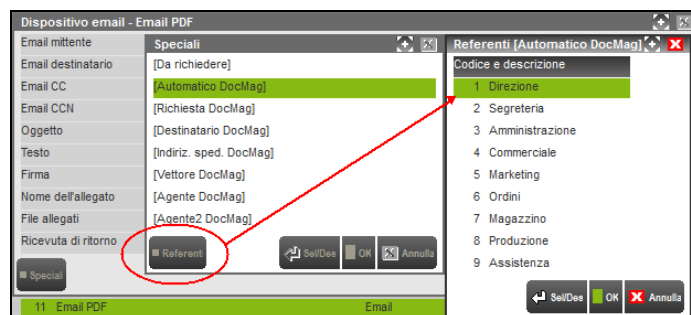 Dispositivo email - Email PDF
Email mittente
Email destinatario
Email CC
Email CCN
Oggetto
Testo
Firma
Nome dell'allegato
File allegati
Ricevuta di ritorno
Special
11 Email PDF Email
Speciali
[Da richiedere]
[Automatico DocMag]
[Richiesta DocMag]
[Destinatario DocMag]
[Indiriz. sped. DocMag]
[Vettore DocMag]
[Agente DocMag]
[Agente2 DocMag]
Referenti Sel/Des OK Annulla
Referenti [Automatico DocMag]
Codice e descrizione
1 Direzione
2 Segreteria
3 Amministrazione
4 Commerciale
5 Marketing
6 Ordini
7 Magazzino
8 Produzione
9 Assistenza
Sel/Des OK Annulla